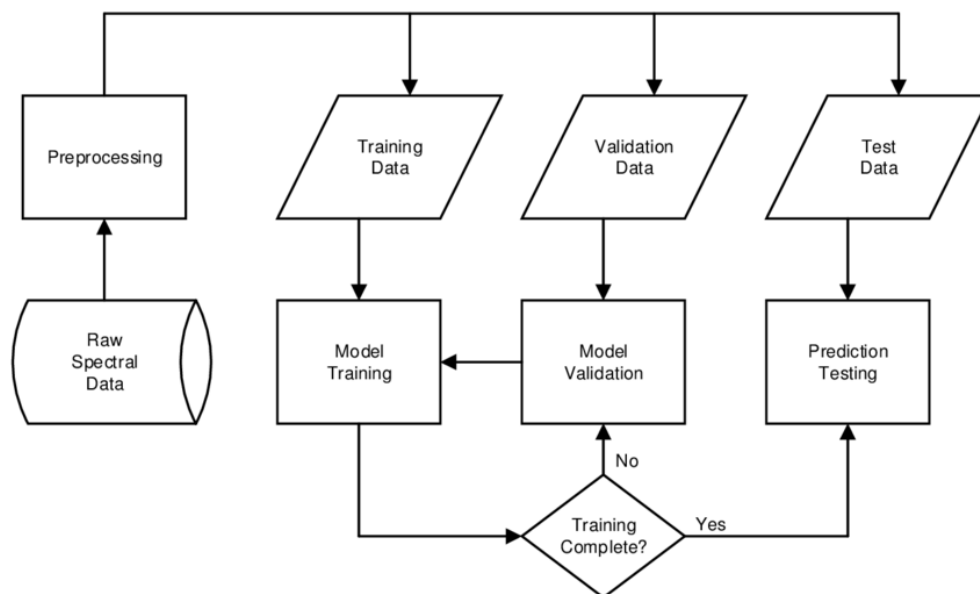 Preprocessing
Training
Data
Validation
Data
Test
Data
Raw
Spectral
Data
Model
Training
Model
Validation
Prediction
Testing
No
Training
Complete?
Yes